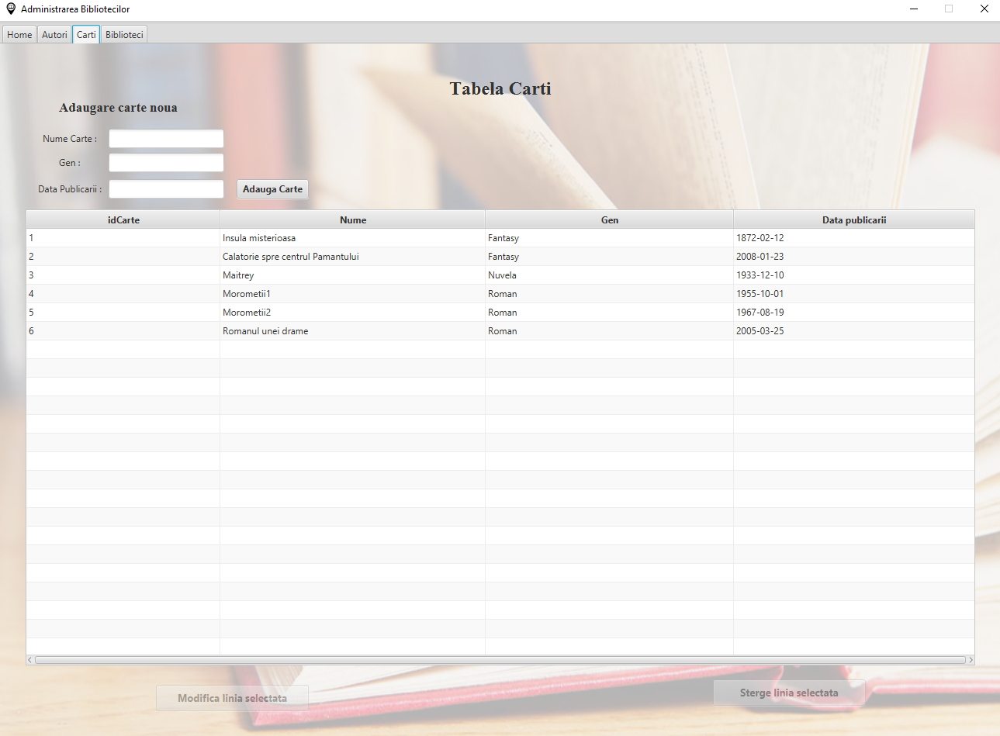 Administrarea Bibliotecilor
Home Autori Carti Biblioteci
Tabela Carti
Adaugare carte noua
Nume Carte :
Gen :
Data Publicarii : Adauga Carte
idCarte Nume Gen Data publicarii
1 Insula misterioasa Fantasy 1872-02-12
2 Calatorie spre centrul Pamantului Fantasy 2008-01-23
3 Maitrey Nuvela 1933-12-10
4 Morometii1 Roman 1955-10-01
5 Morometii2 Roman 1967-08-19
6 Romanul unei drame Roman 2005-03-25
Modifica linia selectata Sterge linia selectata